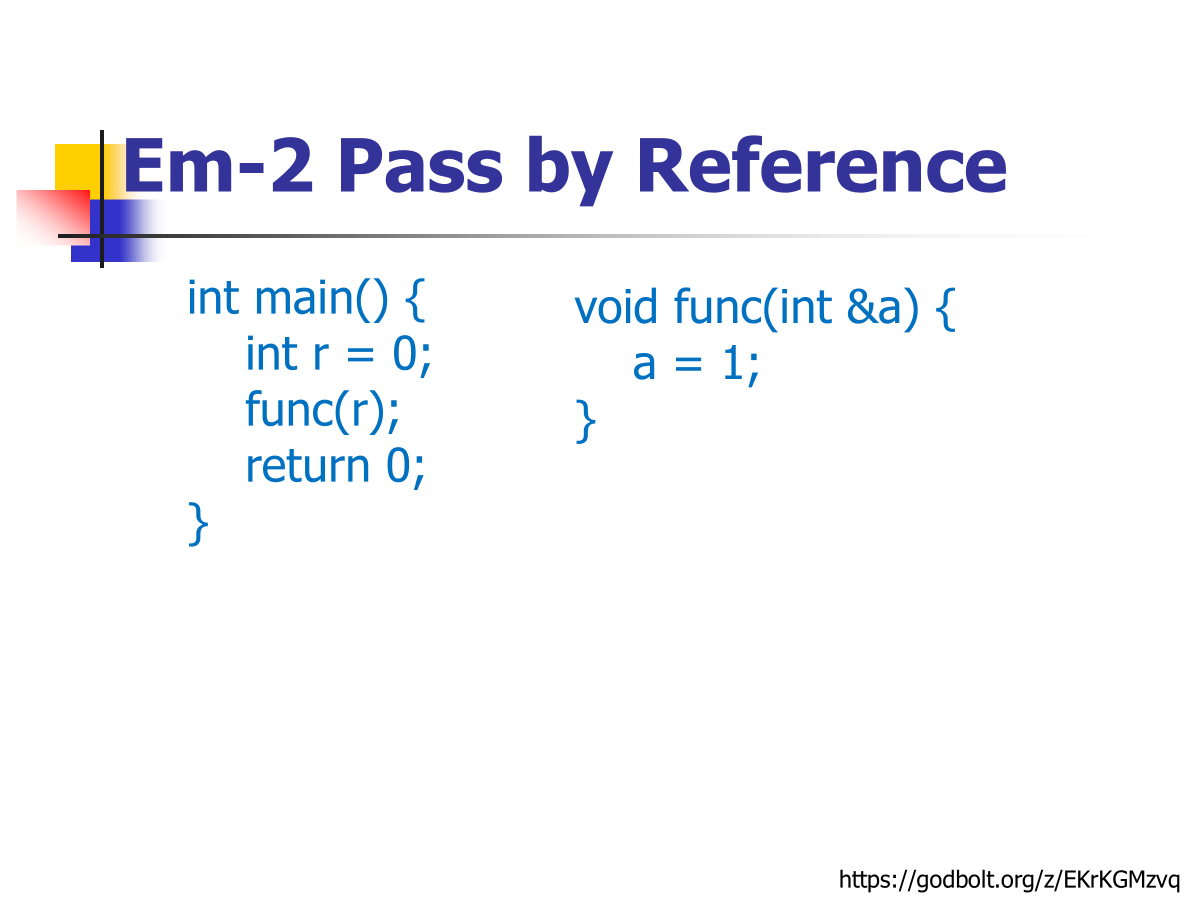 Em-2 Pass by Reference
int main() {
int r = 0;
func(r);
return 0;
}
void func(int &a) {
a = 1;
}
https://godbolt.org/z/EKrKGMzvq